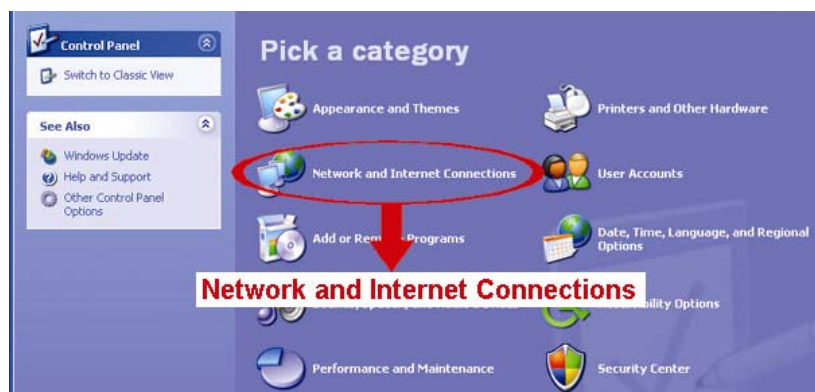 Control Panel
Switch to Classic View
See Also
Windows Update
Help and Support
Other Control Panel
Options
Pick a category
Appearance and Themes
Printers and Other Hardware
Network and Internet Connections
User Accounts
Add or Programs
Date, Time, Language, and Regional
Options
Network and Internet Connections
Options
Performance and Maintenance
Security Center